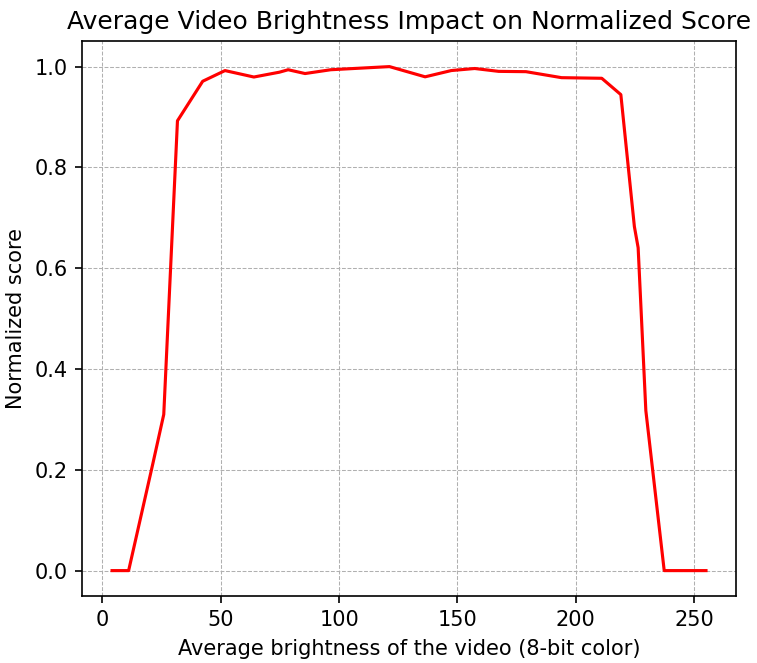 Average Video Brightness Impact on Normalized Score
1.0
0.8
0.6
0.4
0.2
0.0
Normalized score
0 50 100 150 200 250
Average brightness of the video (8-bit color)